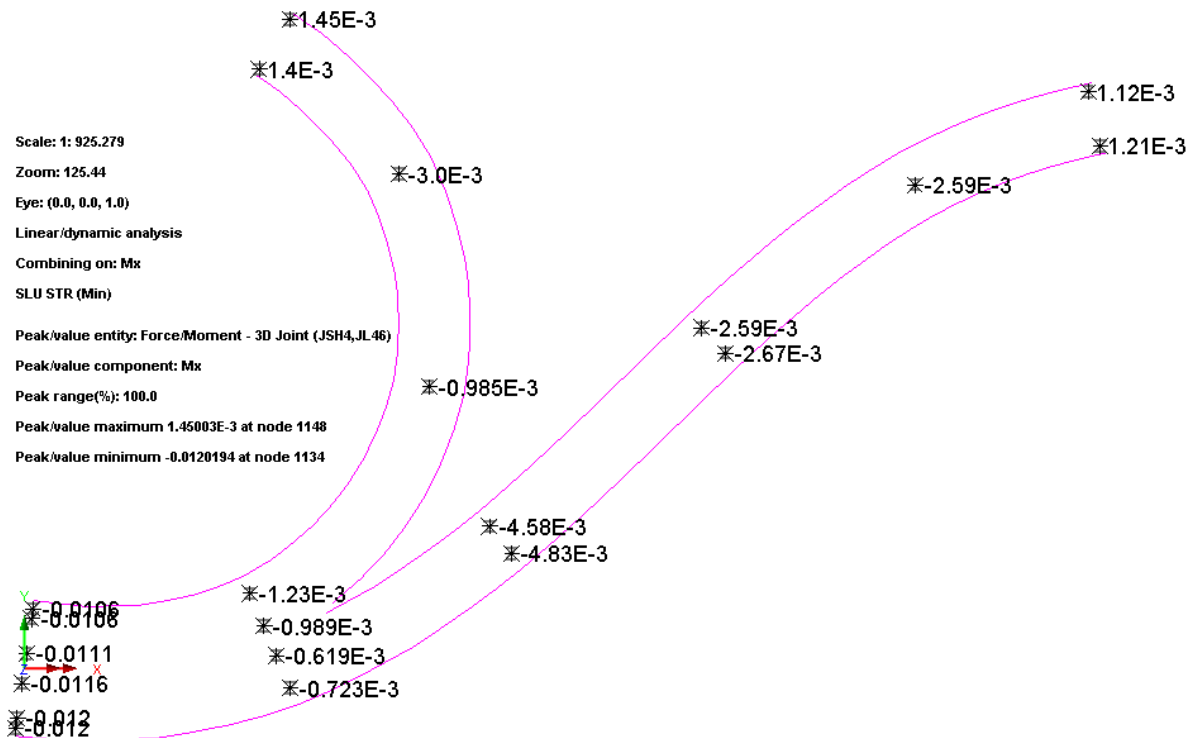 1.45E-3
1.4E-3
1.12E-3
1.21E-3
Scale: 1: 925.279
-3.0E-3
-2.59E-3
Zoom: 125.44
Eye: (0.0, 0.0, 1.0)
Linear/dynamic analysis
Combining on: Mx
SLU STR (Min)
Peak/value entity: Force/Moment - 3D Joint (JSH4,JL46)
Peak/value component: Mx
Peak range(%): 100.0
Peak/value maximum 1.45003E-3 at node 1148
Peak/value minimum -0.0120194 at node 1134
-2.59E-3
-2.67E-3
-0.985E-3
-4.58E-3
-4.83E-3
-1.23E-3
Y
-0.0106
-0.0106
-0.989E-3
-0.0111
-0.619E-3
Z
X
-0.0116
-0.723E-3
-0.012
-0.012